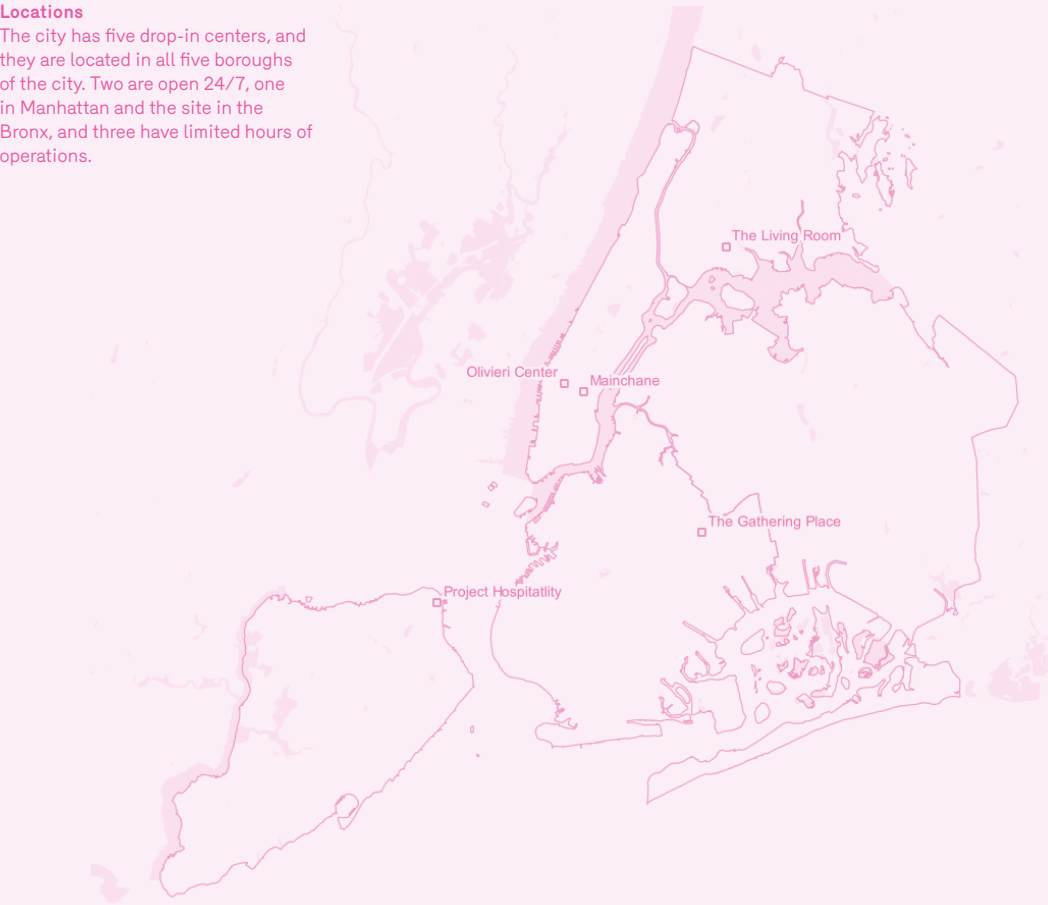 Locations
The city has five drop-in centers, and
they are located in all five boroughs
of the city. Two are open 24/7, one
in Manhattan and the site in the
Bronx, and three have limited hours of
operations.
The Living Room
Olivieri Center
Mainchane
The Gathering Place
Project Hospitatlity